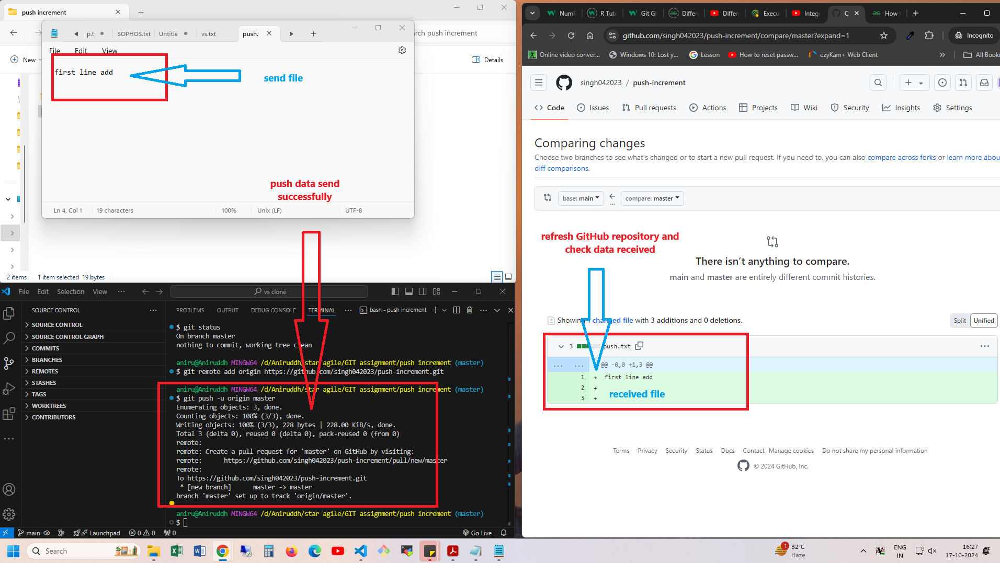 push increment
rch push increment
New
Details
p.t
SOPHOS.txt
Untitle
vs.txt
push.
File
Edit
View
first line add
send file
push data send
successfully
Ln 4, Col 1
19 characters
100%
Unix (LF)
UTF-8
2 items
1 item selected 19 bytes
File Edit Selection View ...
vs clone
SOURCE CONTROL
SOURCE CONTROL
SOURCE CONTROL GRAPH
COMMITS
BRANCHES
REMOTES
STASHES
TAGS
WORKTREES
CONTRIBUTORS
PROBLEMS OUTPUT DEBUG CONSOLE TERMINAL ... bash - push increment
$ git status
On branch master
nothing to commit, working tree clean
aniru@Aniruddh MINGW64 /d/Aniruddh/star agile/GIT assignment/push increment (master)
$ git remote add origin https://github.com/singh042023/push-increment.git
aniru@Aniruddh MINGW64 /d/Aniruddh/star agile/GIT assignment/push increment (master)
$ git push -u origin master
Enumerating objects: 3, done.
Counting objects: 100% (3/3), done.
Writing objects: 100% (3/3), 228 bytes | 228.00 KiB/s, done.
Total 3 (delta 0), reused 0 (delta 0), pack-reused 0 (from 0)
remote:
remote: Create a pull request for 'master' on GitHub by visiting:
remote: https://github.com/singh042023/push-increment/pull/new/master
remote:
To https://github.com/singh042023/push-increment.git
* [new branch] master -> master
branch 'master' set up to track 'origin/master'.
aniru@Aniruddh MINGW64 /d/Aniruddh/star agile/GIT assignment/push increment (master)
$
main
Launchpad
0 0
0
Go Live
NumP
R Tuto
Git Gi
Differe
Differe
Execu
Integ
C
How t
github.com/singh042023/push-increment/compare/master?expand=1
Incognito
Online video conver...
Windows 10: Lost y...
Lesson
How to reset passw...
ezyKam+ Web Client
All Book
singh042023 / push-increment
Code
Issues
Pull requests
Actions
Projects
Wiki
Security
Insights
Settings
Comparing changes
Choose two branches to see what's changed or to start a new pull request. If you need to, you can also compare across forks or learn more abou
diff comparisons.
base: main
...
compare: master
refresh GitHub repository and
check data received
There isn't anything to compare.
main and master are entirely different commit histories.
Showing 1 changed file with 3 additions and 0 deletions.
Split
Unified
3 push.txt
... ... @@ -0,0 +1,3 @@
1 + first line add
2 +
3 +
received file
Terms Privacy Security Status Docs Contact Manage cookies Do not share my personal information
© 2024 GitHub, Inc.
Search
1
32°C
Haze
ENG
IN
16:27
17-10-2024